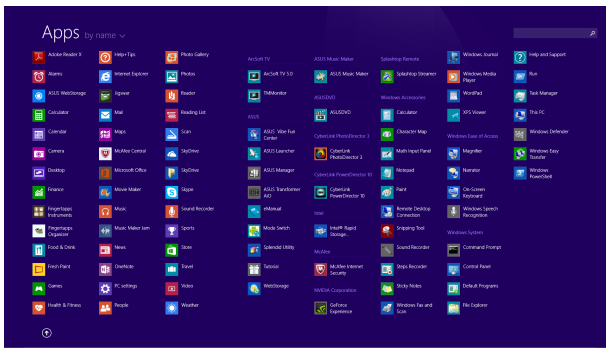 Apps by name
Adobe Reader X
Alarms
ASUS WebStorage
Calculator
Calendar
Camera
Desktop
Finance
Fingertapps
Instruments
Fingertapps
Organizer
Food & Drink
Fresh Paint
Games
Health & Fitness
Help+Tips
Internet Explorer
Jigswar
Mail
Maps
McAfee Central
Microsoft Office
Movie Maker
Music
Music Maker Jam
News
OneNote
PC settings
People
Photo Gallery
Photos
Reader
Reading List
Scan
SkyDrive
SkyDrive
Skype
Sound Recorder
Sports
Store
Travel
Video
Weather
ArcSoft TV
ArcSoft TV 5.0
TMMonitor
ASUS
ASUS Wise Fun
Center
ASUS Launcher
ASUS Manager
ASUS Transformer
AiO
eManual
Mode Switch
Splendid Utility
Tutorial
WebStorage
ASUS Music Maker
ASUS Music Maker
ASUSDVD
ASUSDVD
CyberLink PhotoDirector 3
CyberLink
PhotoDirector 3
CyberLink PowerDirector 10
CyberLink
PowerDirector 10
Intel
Intel® Rapid
Storage...
McAfee
McAfee Internet
Security
NVIDIA Corporation
GeForce
Experience
Splashtop Remote
Splashtop Streamer
Windows Accessories
Calculator
Character Map
Math Input Panel
Notepad
Paint
Remote Desktop
Connection
Snipping Tool
Sound Recorder
Steps Recorder
Sticky Notes
Windows Fax and
Scan
Windows Journal
Windows Media
Player
WordPad
XPS Viewer
Windows Ease of Access
Magnifier
Narrator
On-Screen
Keyboard
Windows Speech
Recognition
Windows System
Command Prompt
Control Panel
Default Programs
File Explorer
Help and Support
Run
Task Manager
This PC
Windows Defender
Windows Easy
Transfer
Windows
PowerShell